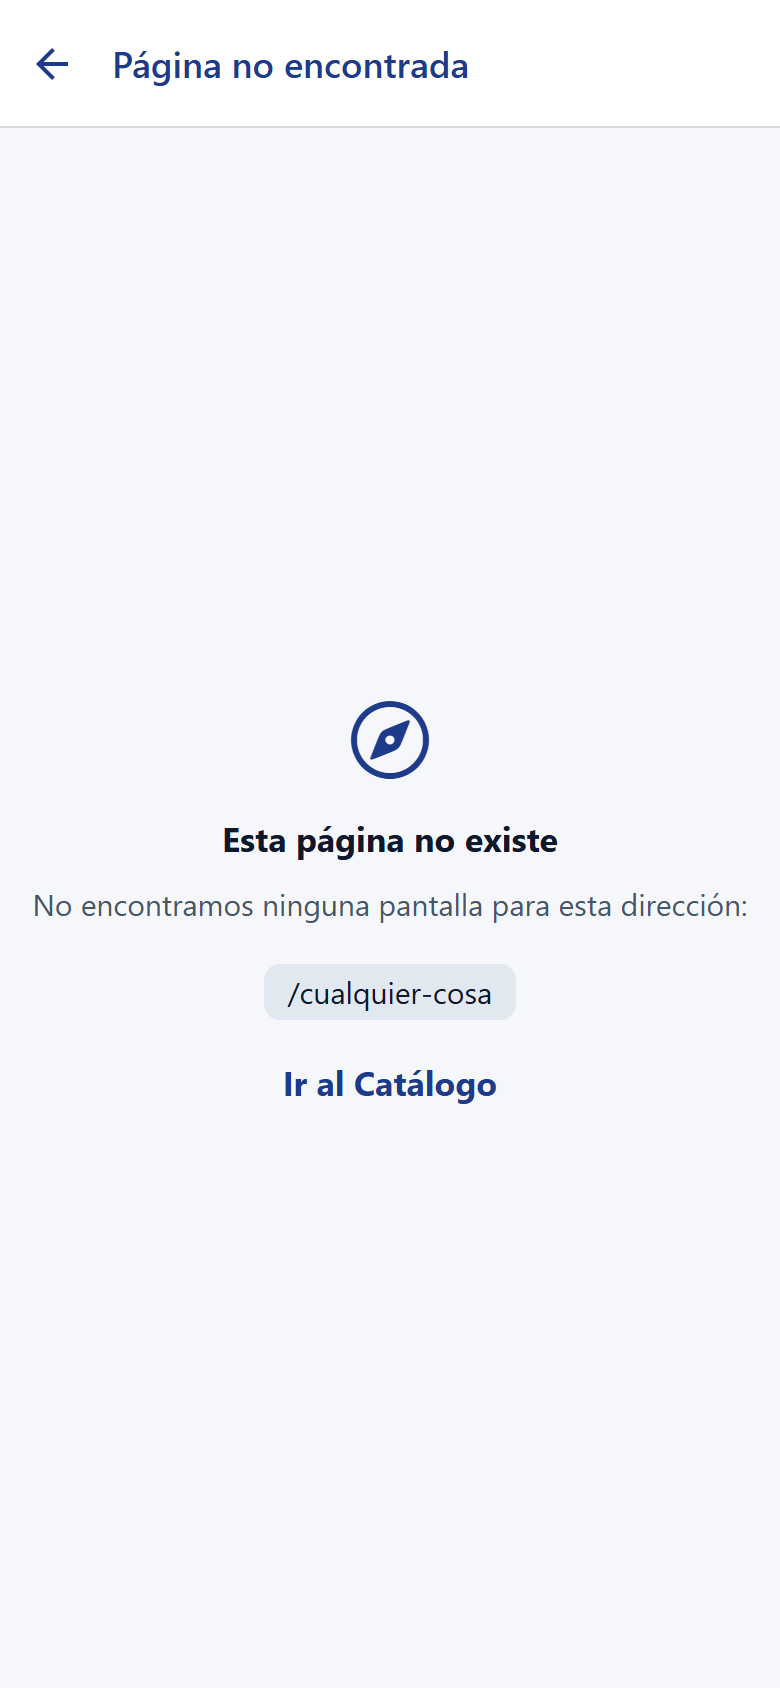 Página no encontrada
Esta página no existe
No encontramos ninguna pantalla para esta dirección:
/cualquier-cosa
Ir al Catálogo